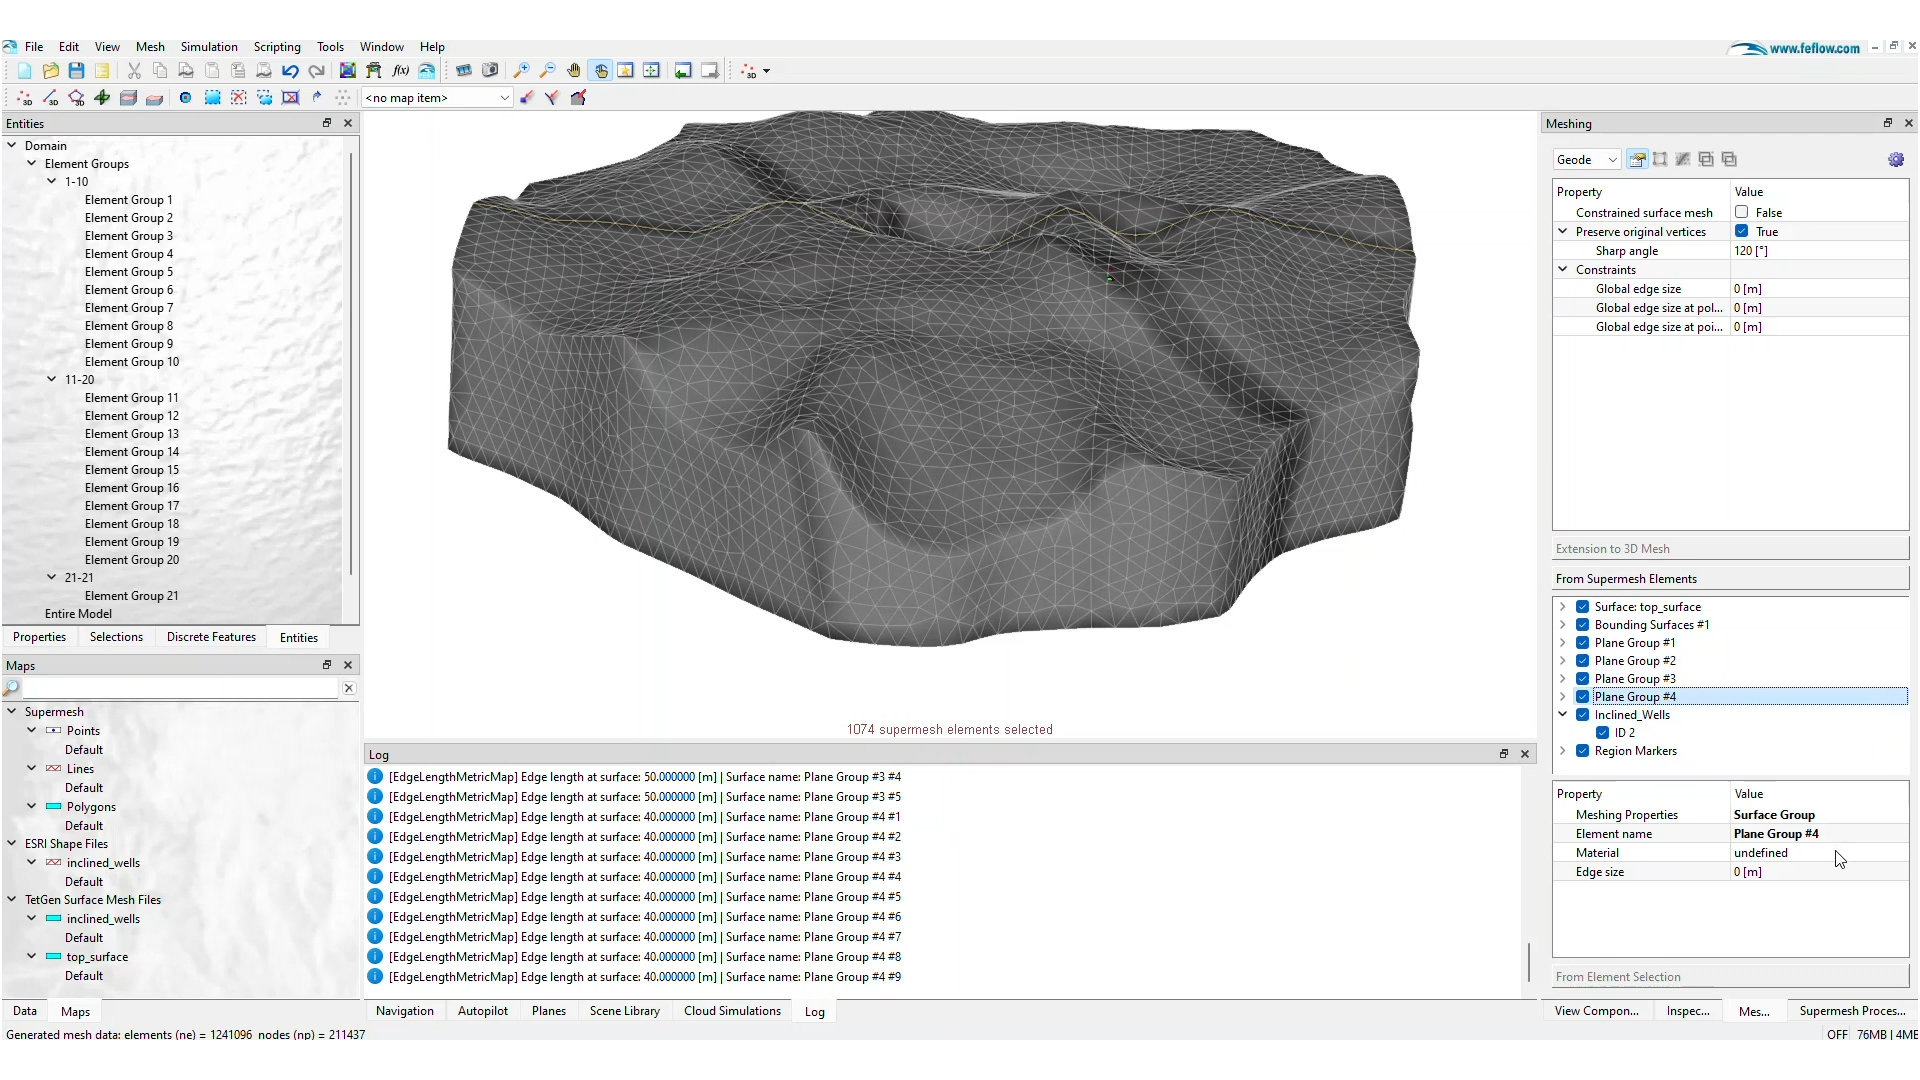 File Edit View Mesh Simulation Scripting Tools Window Help
www.feflow.com
f(x)
3D
3D 3D 3D
<no map item>
Entities
Domain
Element Groups
1-10
Element Group 1
Element Group 2
Element Group 3
Element Group 4
Element Group 5
Element Group 6
Element Group 7
Element Group 8
Element Group 9
Element Group 10
11-20
Element Group 11
Element Group 12
Element Group 13
Element Group 14
Element Group 15
Element Group 16
Element Group 17
Element Group 18
Element Group 19
Element Group 20
21-21
Element Group 21
Entire Model
Properties Selections Discrete Features Entities
Maps
Supermesh
Points
Default
Lines
Default
Polygons
Default
ESRI Shape Files
inclined_wells
Default
TetGen Surface Mesh Files
inclined_wells
Default
top_surface
Default
Data Maps
1074 supermesh elements selected
Log
[EdgeLengthMetricMap] Edge length at surface: 50.000000 [m] | Surface name: Plane Group #3 #4
[EdgeLengthMetricMap] Edge length at surface: 50.000000 [m] | Surface name: Plane Group #3 #5
[EdgeLengthMetricMap] Edge length at surface: 40.000000 [m] | Surface name: Plane Group #4 #1
[EdgeLengthMetricMap] Edge length at surface: 40.000000 [m] | Surface name: Plane Group #4 #2
[EdgeLengthMetricMap] Edge length at surface: 40.000000 [m] | Surface name: Plane Group #4 #3
[EdgeLengthMetricMap] Edge length at surface: 40.000000 [m] | Surface name: Plane Group #4 #4
[EdgeLengthMetricMap] Edge length at surface: 40.000000 [m] | Surface name: Plane Group #4 #5
[EdgeLengthMetricMap] Edge length at surface: 40.000000 [m] | Surface name: Plane Group #4 #6
[EdgeLengthMetricMap] Edge length at surface: 40.000000 [m] | Surface name: Plane Group #4 #7
[EdgeLengthMetricMap] Edge length at surface: 40.000000 [m] | Surface name: Plane Group #4 #8
[EdgeLengthMetricMap] Edge length at surface: 40.000000 [m] | Surface name: Plane Group #4 #9
Navigation Autopilot Planes Scene Library Cloud Simulations Log
Meshing
Geode
Property Value
Constrained surface mesh False
Preserve original vertices True
Sharp angle 120 [°]
Constraints
Global edge size 0 [m]
Global edge size at pol... 0 [m]
Global edge size at poi... 0 [m]
Extension to 3D Mesh
From Supermesh Elements
Surface: top_surface
Bounding Surfaces #1
Plane Group #1
Plane Group #2
Plane Group #3
Plane Group #4
Inclined_Wells
ID 2
Region Markers
Property Value
Meshing Properties Surface Group
Element name Plane Group #4
Material undefined
Edge size 0 [m]
From Element Selection
View Compon... Inspec... Mes... Supermesh Proces...
Generated mesh data: elements (ne) = 1241096 nodes (np) = 211437
OFF 76MB | 4ME